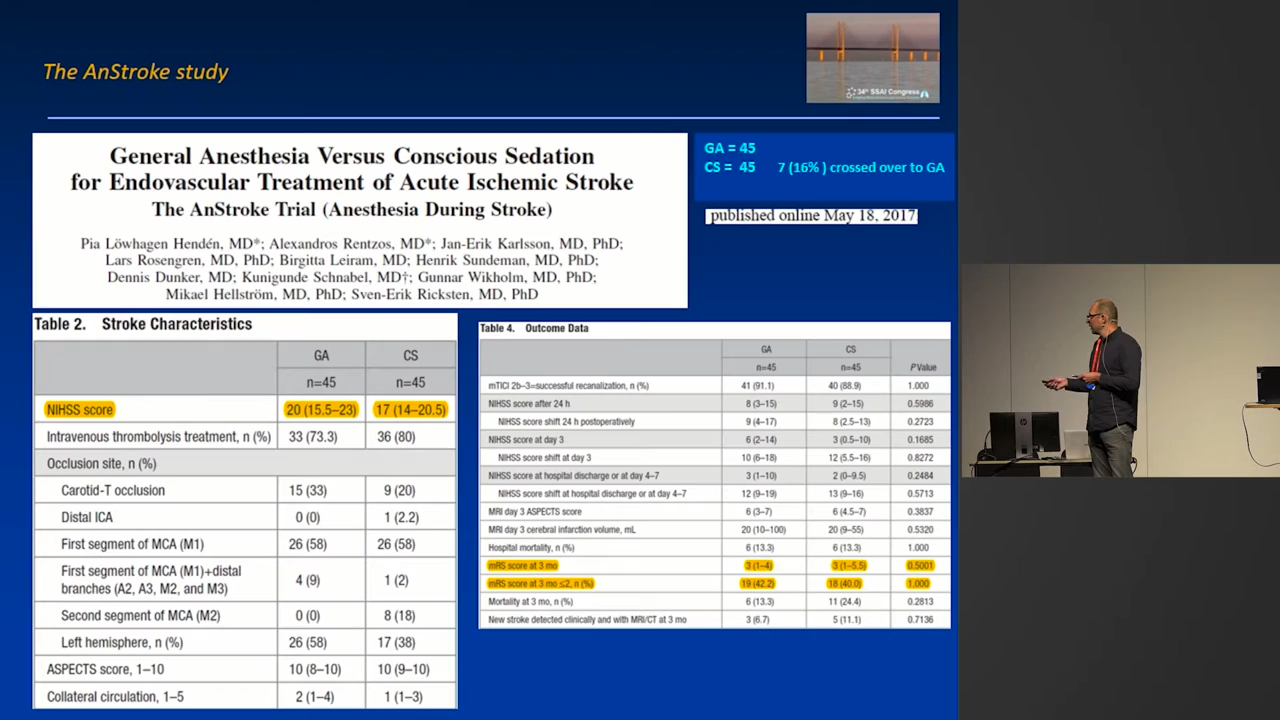 The AnStroke study
34th SSAI Congress
General Anesthesia Versus Conscious Sedation
for Endovascular Treatment of Acute Ischemic Stroke
The AnStroke Trial (Anesthesia During Stroke)
Pia Löwhagen Hendén, MD*; Alexandros Rentzos, MD*; Jan-Erik Karlsson, MD, PhD;
Lars Rosengren, MD, PhD; Birgitta Leiram, MD; Henrik Sundeman, MD, PhD;
Dennis Dunker, MD; Kunigunde Schnabel, MD†; Gunnar Wikholm, MD, PhD;
Mikael Hellström, MD, PhD; Sven-Erik Ricksten, MD, PhD
GA = 45
CS = 45 7 (16%) crossed over to GA
published online May 18, 2017
Table 2. Stroke Characteristics
GA CS
n=45 n=45
NIHSS score 20 (15.5–23) 17 (14–20.5)
Intravenous thrombolysis treatment, n (%) 33 (73.3) 36 (80)
Occlusion site, n (%)
Carotid-T occlusion 15 (33) 9 (20)
Distal ICA 0 (0) 1 (2.2)
First segment of MCA (M1) 26 (58) 26 (58)
First segment of MCA (M1)+distal
branches (A2, A3, M2, and M3) 4 (9) 1 (2)
Second segment of MCA (M2) 0 (0) 8 (18)
Left hemisphere, n (%) 26 (58) 17 (38)
ASPECTS score, 1–10 10 (8–10) 10 (9–10)
Collateral circulation, 1–5 2 (1–4) 1 (1–3)
Table 4. Outcome Data
GA CS
n=45 n=45 P Value
mTICI 2b–3=successful recanalization, n (%) 41 (91.1) 40 (88.9) 1.000
NIHSS score after 24 h 8 (3–15) 9 (2–15) 0.5986
NIHSS score shift 24 h postoperatively 9 (4–17) 8 (2.5–13) 0.2723
NIHSS score at day 3 6 (2–14) 3 (0.5–10) 0.1685
NIHSS score shift at day 3 10 (6–18) 12 (5.5–16) 0.8272
NIHSS score at hospital discharge or at day 4–7 3 (1–10) 2 (0–9.5) 0.2484
NIHSS score shift at hospital discharge or at day 4–7 12 (9–19) 13 (9–16) 0.5713
MRI day 3 ASPECTS score 6 (3–7) 6 (4.5–7) 0.3837
MRI day 3 cerebral infarction volume, mL 20 (10–100) 20 (9–55) 0.5320
Hospital mortality, n (%) 6 (13.3) 6 (13.3) 1.000
mRS score at 3 mo 3 (1–4) 3 (1–5.5) 0.5001
mRS score at 3 mo ≤2, n (%) 19 (42.2) 18 (40.0) 1.000
Mortality at 3 mo, n (%) 6 (13.3) 11 (24.4) 0.2813
New stroke detected clinically and with MRI/CT at 3 mo 3 (6.7) 5 (11.1) 0.7136